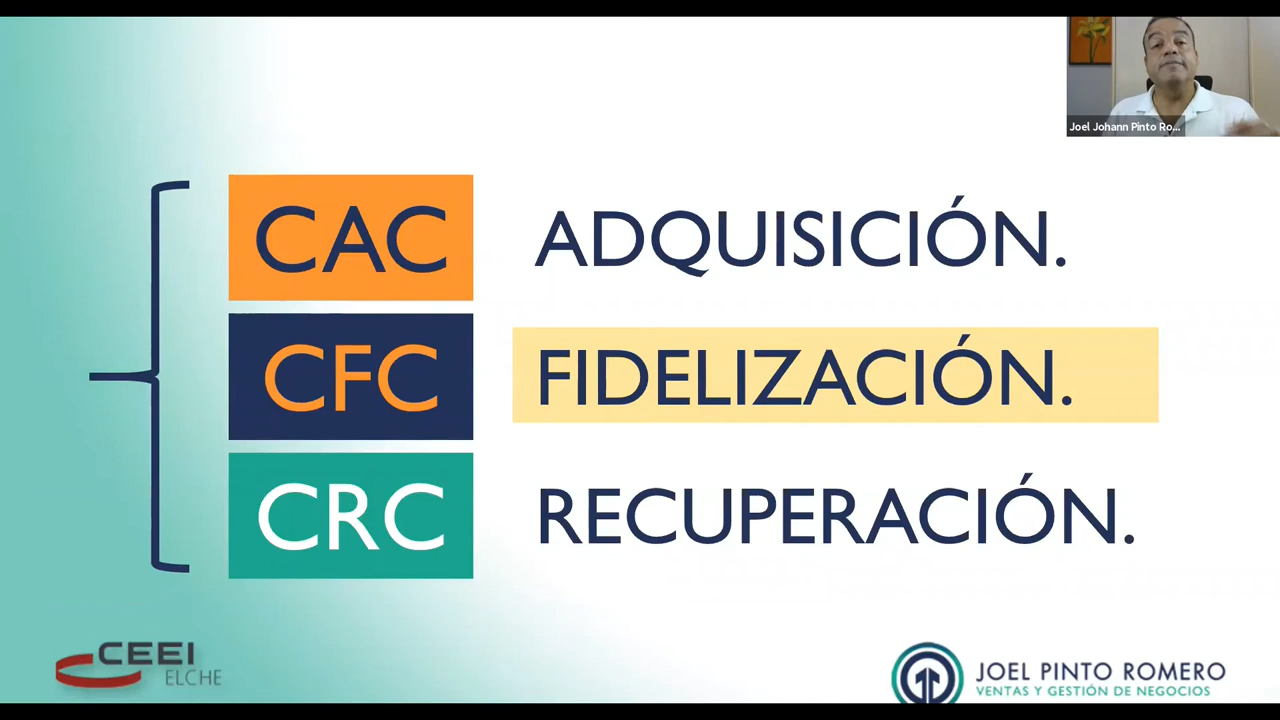 Joel Johann Pinto Ro...
CAC ADQUISICIÓN.
CFC FIDELIZACIÓN.
CRC RECUPERACIÓN.
CEEI
ELCHE
JOEL PINTO ROMERO
VENTAS Y GESTIÓN DE NEGOCIOS